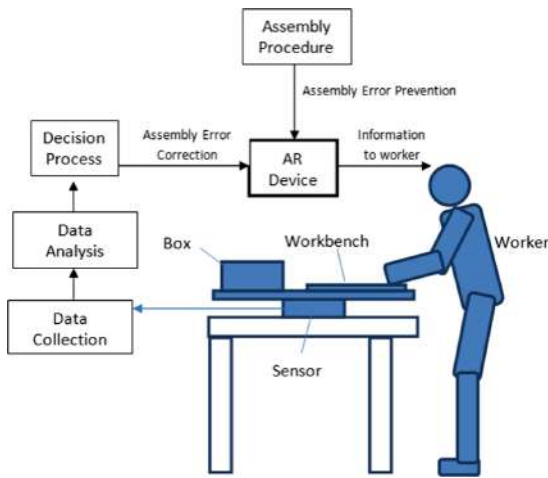 Assembly
Procedure
Assembly Error Prevention
Decision
Process
Assembly Error
Correction
AR
Device
Information
to worker
Data
Analysis
Box
Workbench
Worker
Data
Collection
Sensor